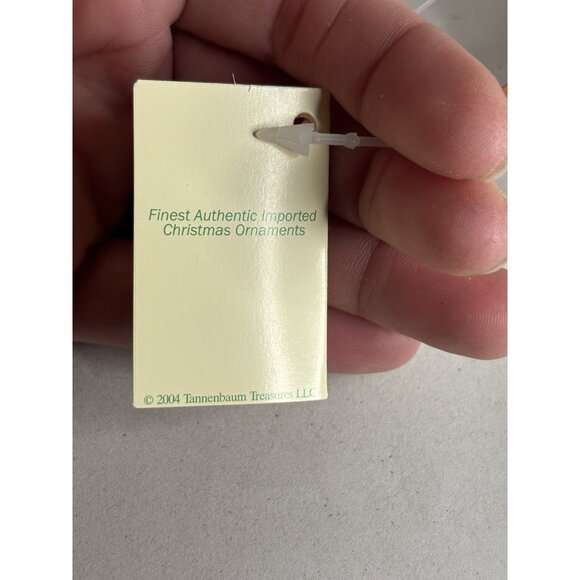 Finest Authentic Imported
Christmas Ornaments
© 2004 Tannenbaum Treasures LLC